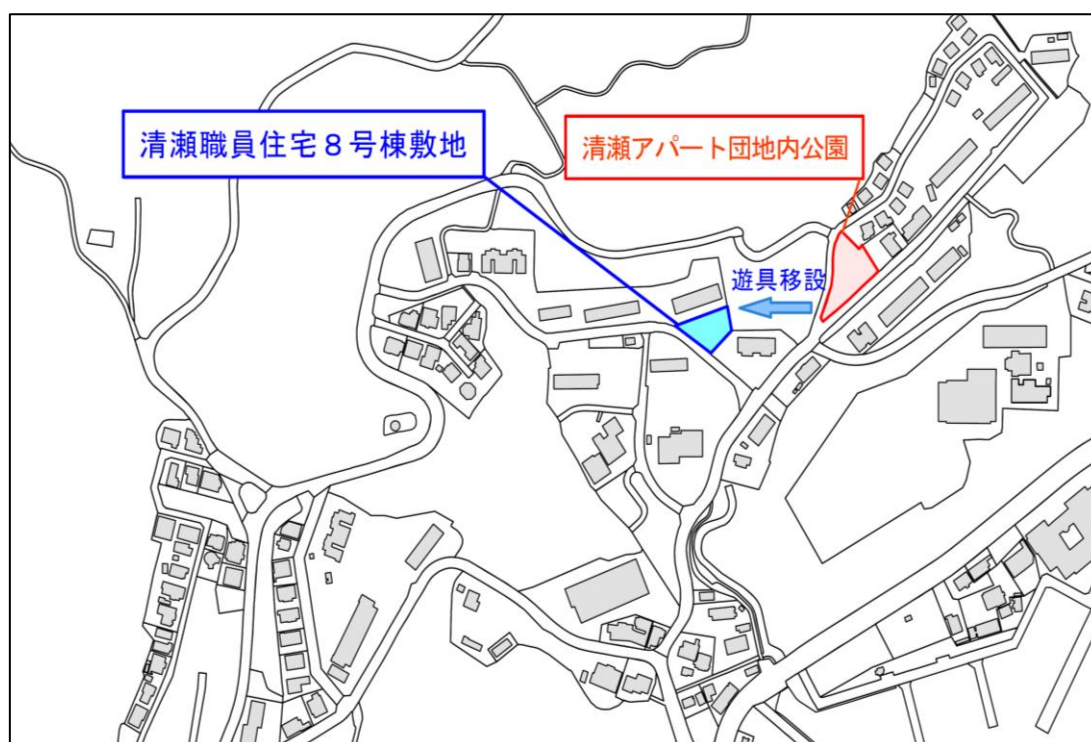 清瀬職員住宅８号棟敷地
清瀬アパート団地内公園
遊具移設